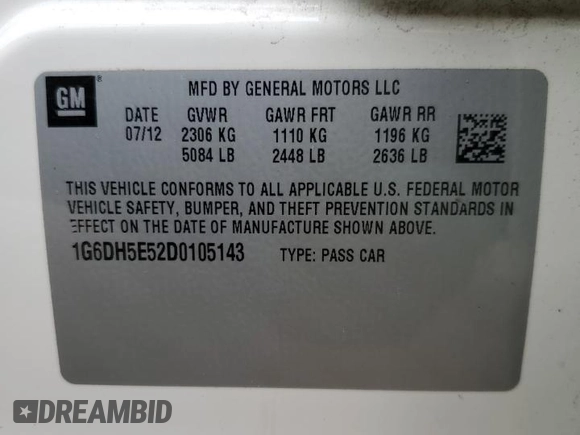 GM
®
MFD BY GENERAL MOTORS LLC
DATE GVWR GAWR FRT GAWR RR
07/12 2306 KG 1110 KG 1196 KG
5084 LB 2448 LB 2636 LB
THIS VEHICLE CONFORMS TO ALL APPLICABLE U.S. FEDERAL MOTOR
VEHICLE SAFETY, BUMPER, AND THEFT PREVENTION STANDARDS IN
EFFECT ON THE DATE OF MANUFACTURE SHOWN ABOVE.
1G6DH5E52D0105143 TYPE: PASS CAR
DREAMBID